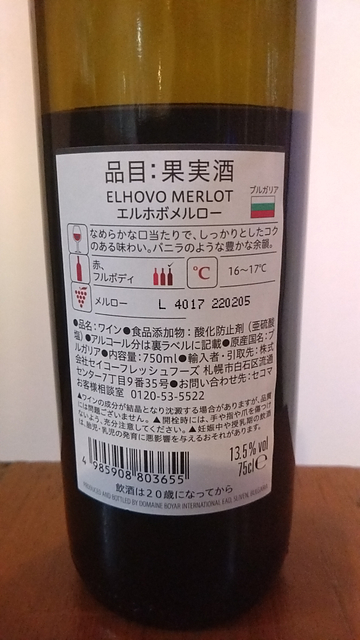 品目:果実酒
ELHOVO MERLOT
エルホボメルロー
ブルガリア
なめらかな口当たりで、しっかりとしたコク
のある味わい。バニラのような豊かな余韻。
赤、
フルボディ
℃
16～17℃
メルロー
L 4017 220205
●品名:ワイン●食品添加物:酸化防止剤(亜硫酸
塩)●アルコール分は裏ラベルに記載●原産国名:ブ
ルガリア●内容量:750ml●輸入者・引取先:株式
会社セイコーフレッシュフーズ 札幌市白石区流通
センター7丁目9番35号●お問い合わせ先:セコマ
お客様相談室 0120-53-5522
▲ワインの成分が結晶となり沈澱する場合がありますが、品質
には問題ございません。▲開栓時には、手や指や爪を傷つけ
ないよう、充分注意してください。▲妊娠中や授乳期の飲酒
は、胎児・乳児の発育に悪影響を与えるおそれがあります。
4 985908 803655
13.5% vol
75cl ℮
飲酒は20歳になってから
PRODUCED AND BOTTLED BY DOMAINE BOYAR INTERNATIONAL EAD, SLIVEN, BULGARIA